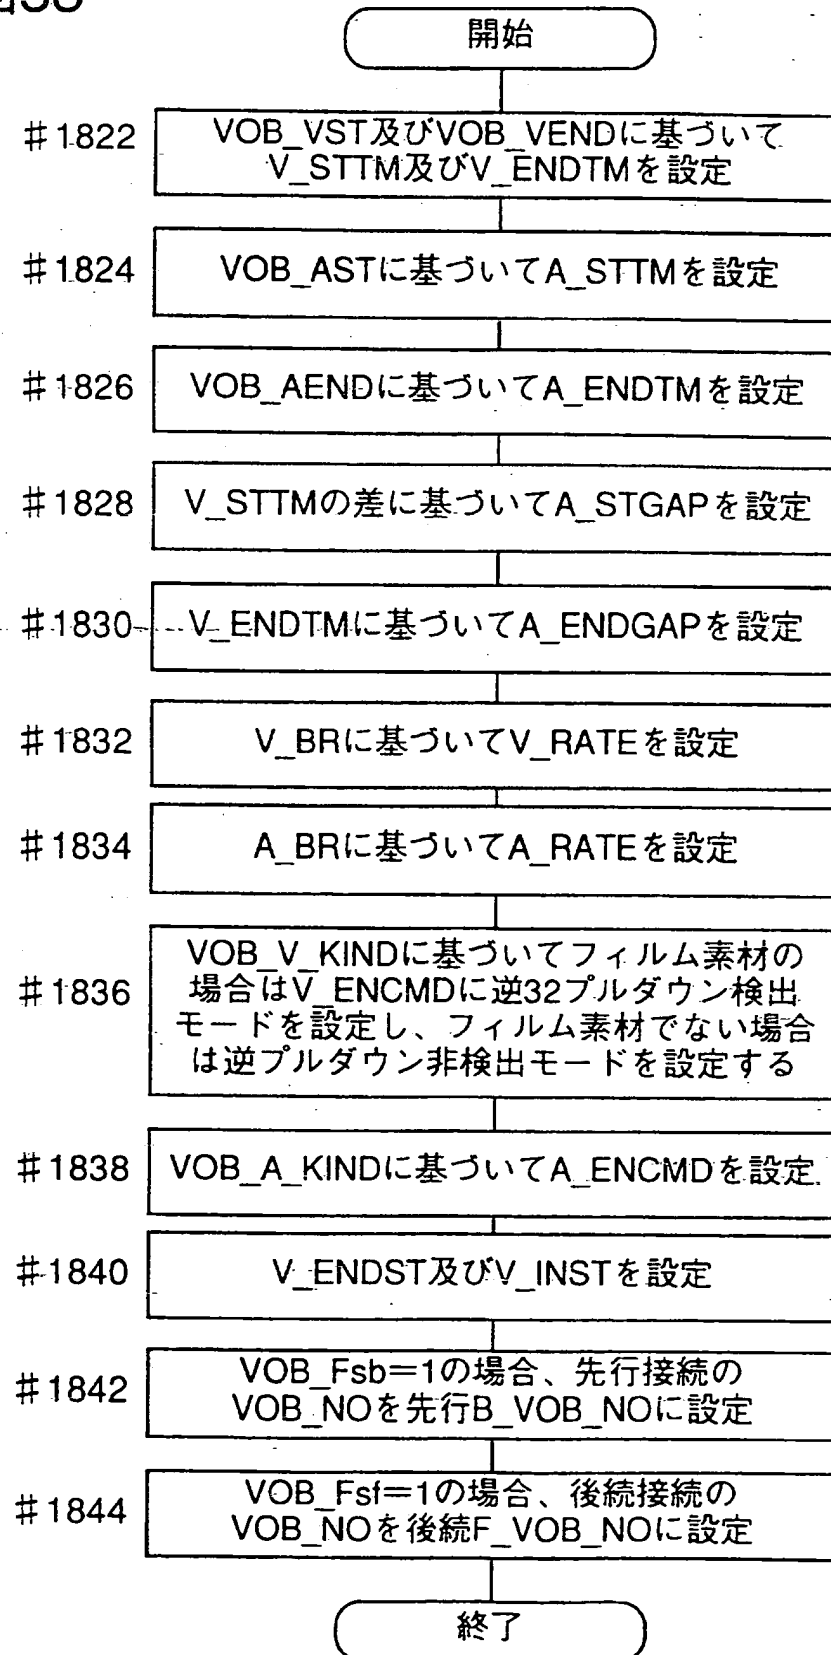 開始
#1822
VOB_VST及びVOB_VENDに基づいて
V_STTM及びV_ENDTMを設定
#1824
VOB_ASTに基づいてA_STTMを設定
#1826
VOB_AENDに基づいてA_ENDTMを設定
#1828
V_STTMの差に基づいてA_STGAPを設定
#1830
V_ENDTMに基づいてA_ENDGAPを設定
#1832
V_BRに基づいてV_RATEを設定
#1834
A_BRに基づいてA_RATEを設定
#1836
VOB_V_KINDに基づいてフィルム素材の
場合はV_ENCMDに逆32プルダウン検出
モードを設定し、フィルム素材でない場合
は逆プルダウン非検出モードを設定する
#1838
VOB_A_KINDに基づいてA_ENCMDを設定
#1840
V_ENDST及びV_INSTを設定
#1842
VOB_Fsb=1の場合、先行接続の
VOB_NOを先行B_VOB_NOに設定
#1844
VOB_Fsf=1の場合、後続接続の
VOB_NOを後続F_VOB_NOに設定
終了